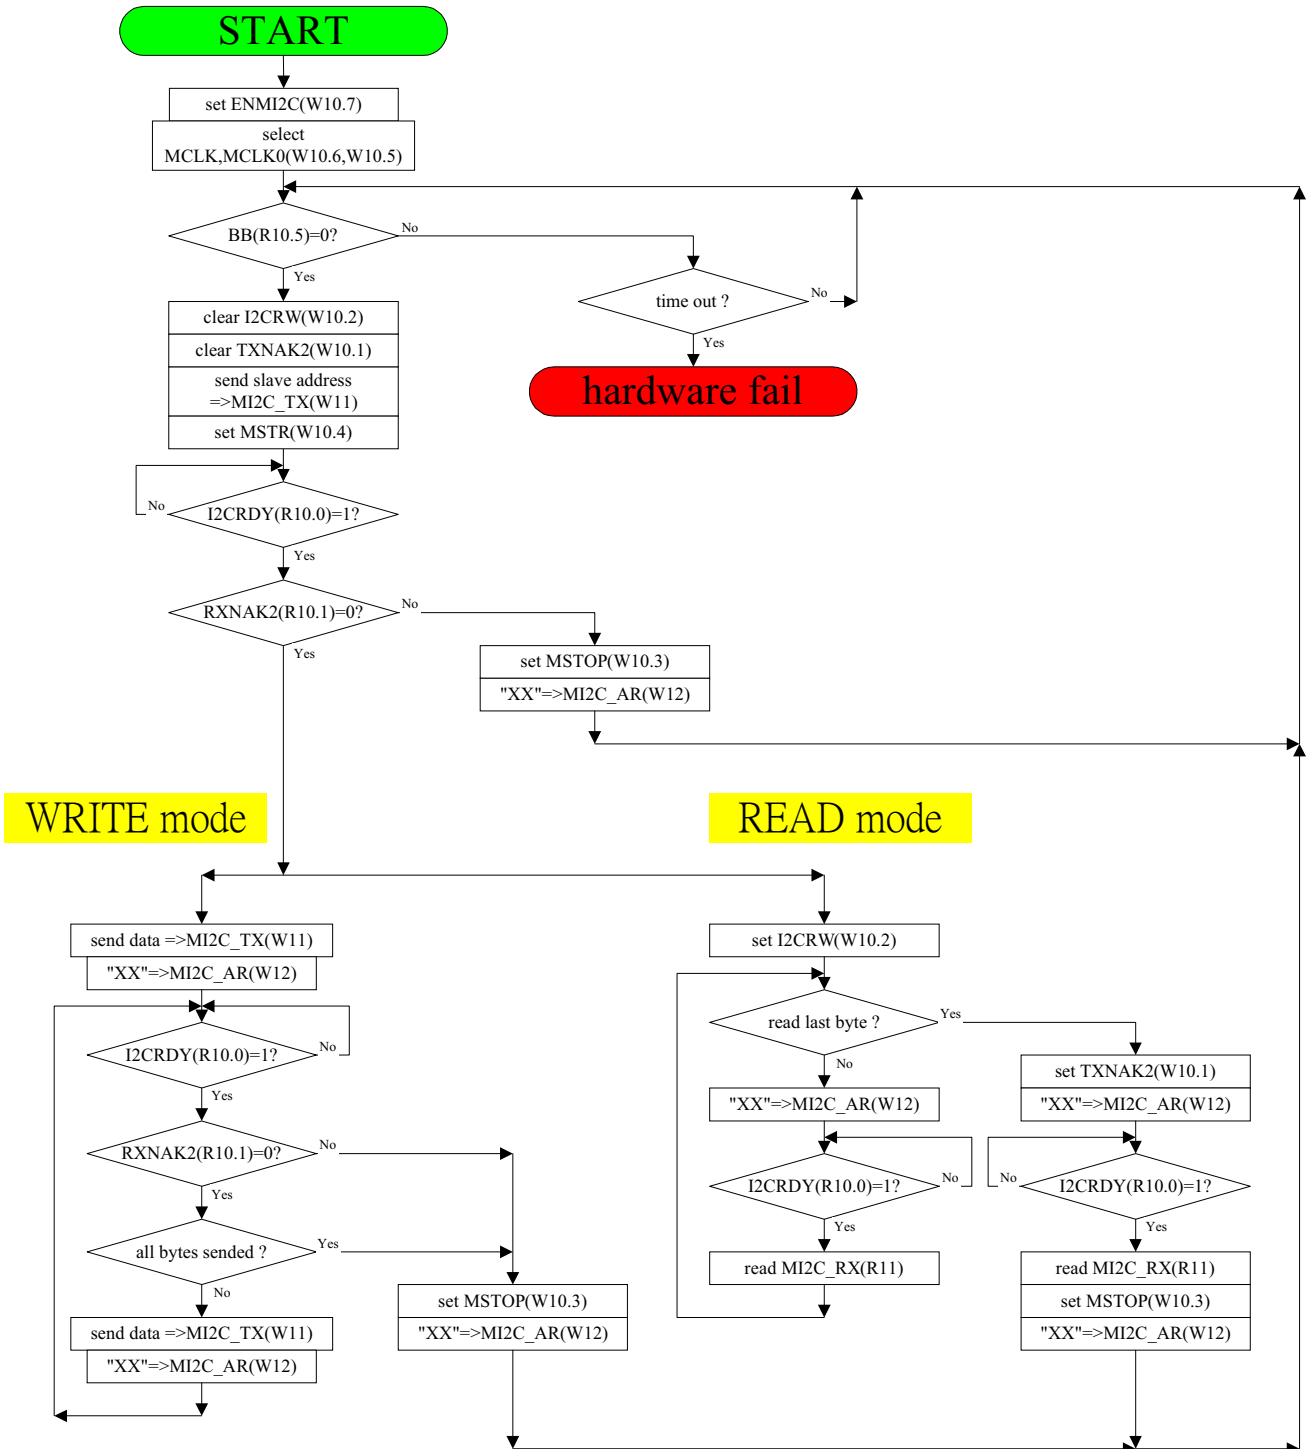 START
set ENMI2C(W10.7)
select
MCLK,MCLK0(W10.6,W10.5)
BB(R10.5)=0?
No
Yes
time out ?
No
Yes
hardware fail
clear I2CRW(W10.2)
clear TXNAK2(W10.1)
send slave address
=>MI2C_TX(W11)
set MSTR(W10.4)
I2CRDY(R10.0)=1?
No
Yes
RXNAK2(R10.1)=0?
No
Yes
set MSTOP(W10.3)
"XX"=>MI2C_AR(W12)
WRITE mode
send data =>MI2C_TX(W11)
"XX"=>MI2C_AR(W12)
I2CRDY(R10.0)=1?
No
Yes
RXNAK2(R10.1)=0?
No
Yes
all bytes sended ?
Yes
No
send data =>MI2C_TX(W11)
"XX"=>MI2C_AR(W12)
set MSTOP(W10.3)
"XX"=>MI2C_AR(W12)
READ mode
set I2CRW(W10.2)
read last byte ?
Yes
No
"XX"=>MI2C_AR(W12)
I2CRDY(R10.0)=1?
No
Yes
read MI2C_RX(R11)
set TXNAK2(W10.1)
"XX"=>MI2C_AR(W12)
No
I2CRDY(R10.0)=1?
Yes
read MI2C_RX(R11)
set MSTOP(W10.3)
"XX"=>MI2C_AR(W12)